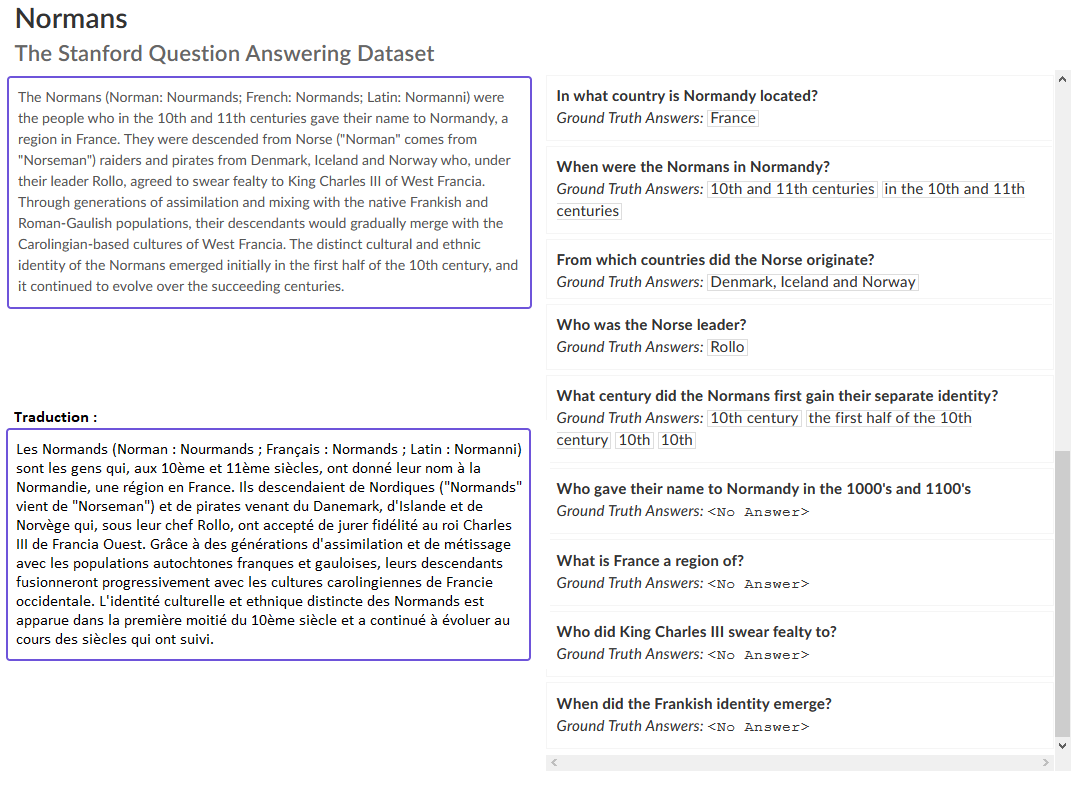 Normans
The Stanford Question Answering Dataset
The Normans (Norman: Nourmands; French: Normands; Latin: Normanni) were
the people who in the 10th and 11th centuries gave their name to Normandy, a
region in France. They were descended from Norse ("Norman" comes from
"Norseman") raiders and pirates from Denmark, Iceland and Norway who, under
their leader Rollo, agreed to swear fealty to King Charles III of West Francia.
Through generations of assimilation and mixing with the native Frankish and
Roman-Gaulish populations, their descendants would gradually merge with the
Carolingian-based cultures of West Francia. The distinct cultural and ethnic
identity of the Normans emerged initially in the first half of the 10th century, and
it continued to evolve over the succeeding centuries.
Traduction :
Les Normands (Norman : Nourmands ; Français : Normands ; Latin : Normanni)
sont les gens qui, aux 10ème et 11ème siècles, ont donné leur nom à la
Normandie, une région en France. Ils descendaient de Nordiques ("Normands"
vient de "Norseman") et de pirates venant du Danemark, d'Islande et de
Norvège qui, sous leur chef Rollo, ont accepté de jurer fidélité au roi Charles
III de Francia Ouest. Grâce à des générations d'assimilation et de métissage
avec les populations autochtones franques et gauloises, leurs descendants
fusionneront progressivement avec les cultures carolingiennes de Francie
occidentale. L'identité culturelle et ethnique distincte des Normands est
apparue dans la première moitié du 10ème siècle et a continué à évoluer au
cours des siècles qui ont suivi.
In what country is Normandy located?
Ground Truth Answers: France
When were the Normans in Normandy?
Ground Truth Answers: 10th and 11th centuries in the 10th and 11th
centuries
From which countries did the Norse originate?
Ground Truth Answers: Denmark, Iceland and Norway
Who was the Norse leader?
Ground Truth Answers: Rollo
What century did the Normans first gain their separate identity?
Ground Truth Answers: 10th century the first half of the 10th
century 10th 10th
Who gave their name to Normandy in the 1000's and 1100's
Ground Truth Answers: <No Answer>
What is France a region of?
Ground Truth Answers: <No Answer>
Who did King Charles III swear fealty to?
Ground Truth Answers: <No Answer>
When did the Frankish identity emerge?
Ground Truth Answers: <No Answer>